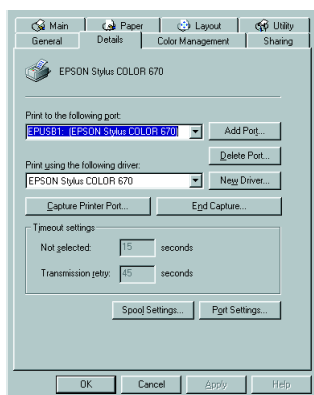 Main Paper Layout Utility
General Details Color Management Sharing
EPSON Stylus COLOR 670
Print to the following port:
EPUSB1: (EPSON Stylus COLOR 670)
Add Port...
Delete Port...
Print using the following driver:
EPSON Stylus COLOR 670
New Driver...
Capture Printer Port... End Capture...
Timeout settings
Not selected: 15 seconds
Transmission retry: 45 seconds
Spool Settings... Port Settings...
OK Cancel Apply Help